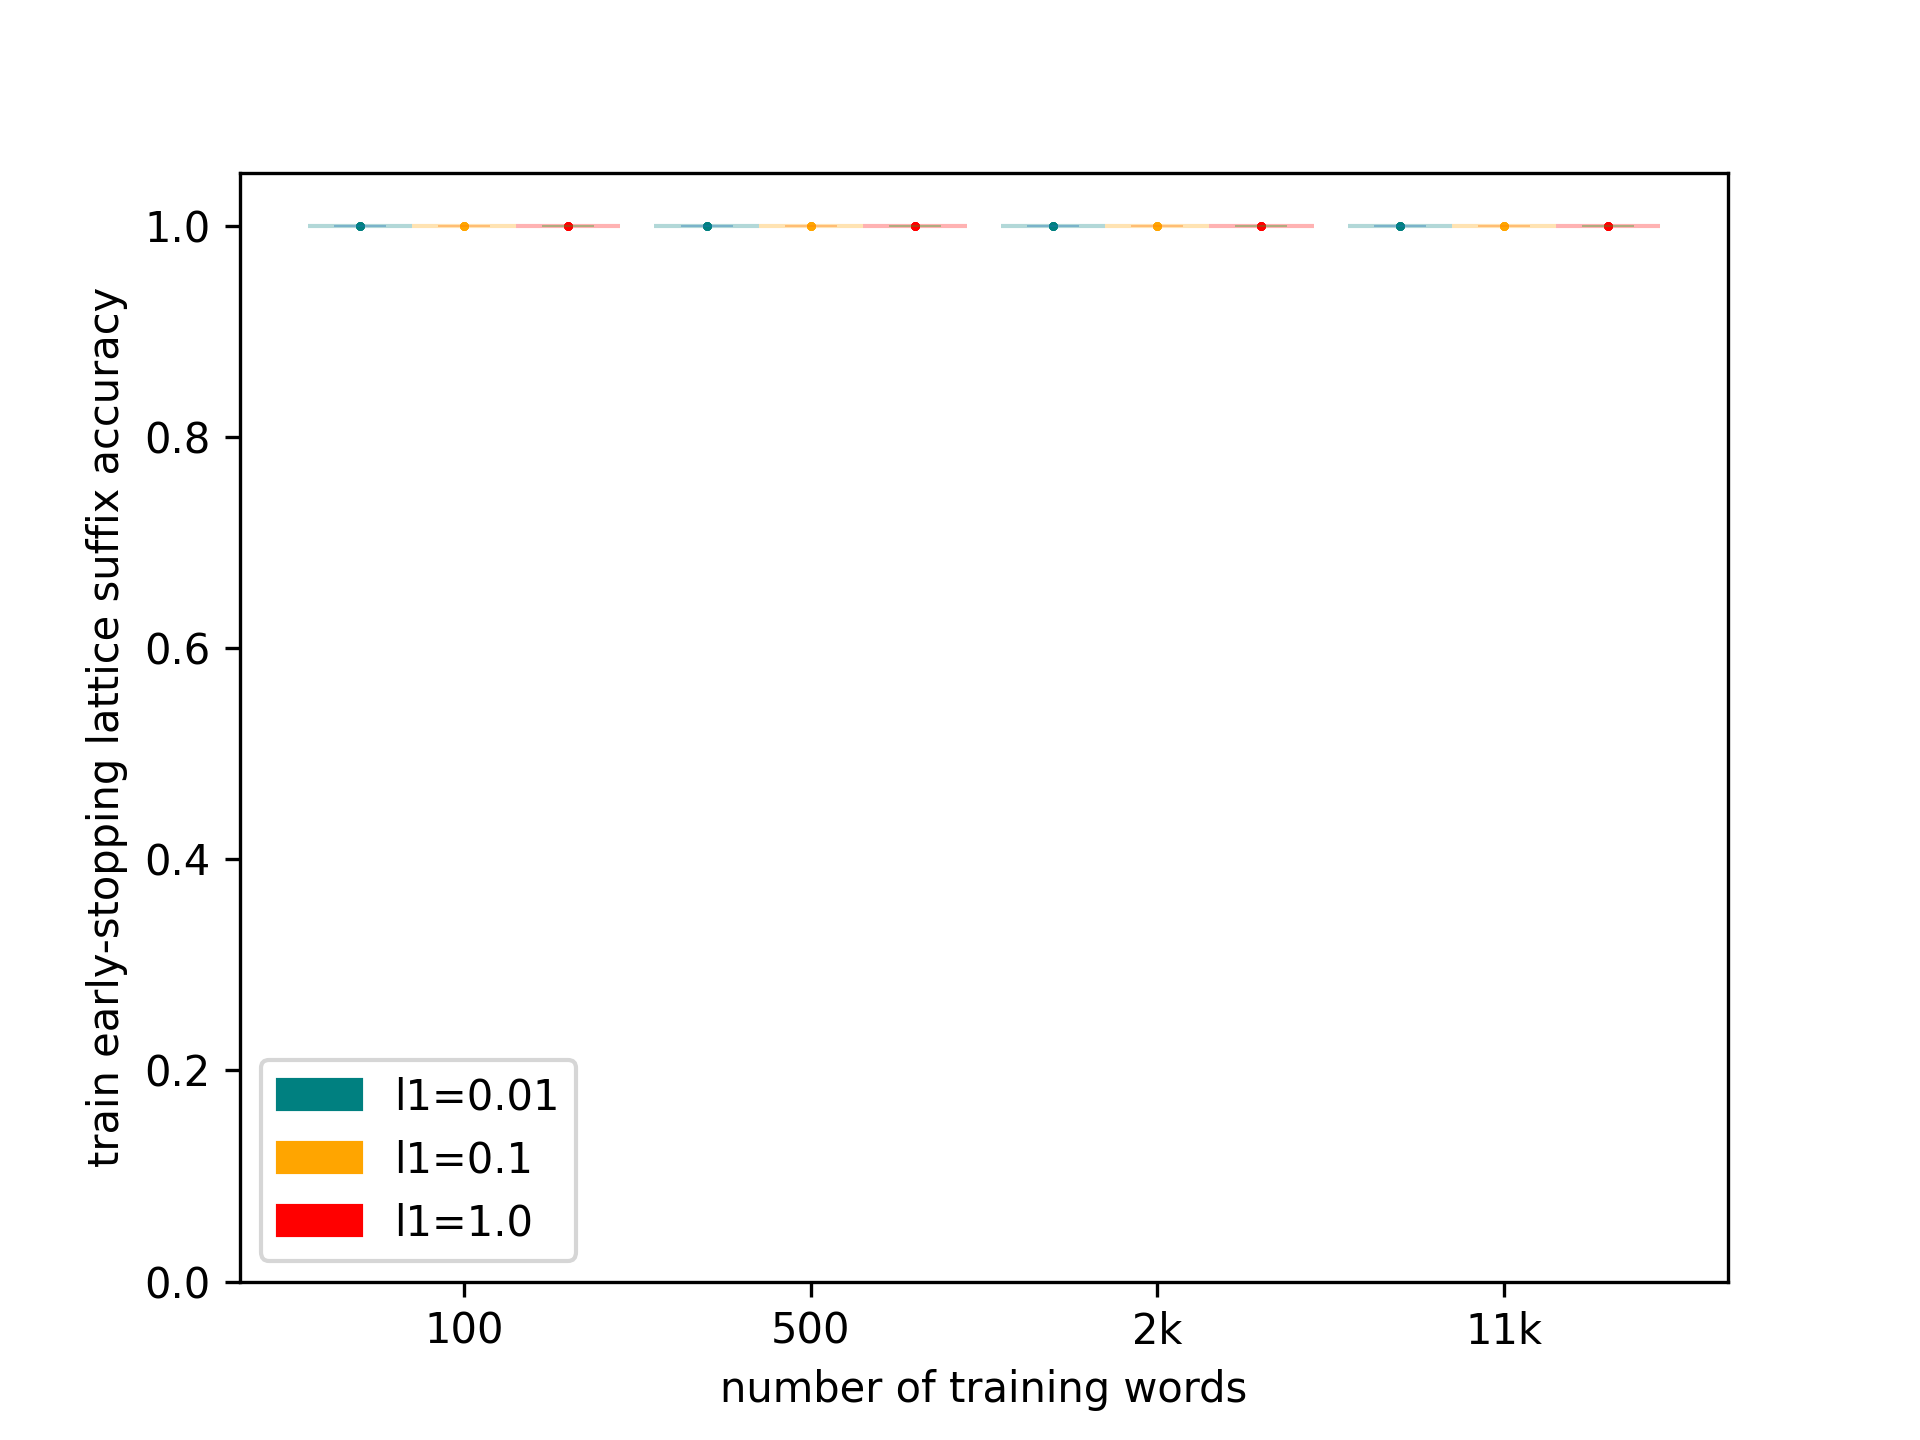 train early-stopping lattice suffix accuracy
1.0
0.8
0.6
0.4
0.2
0.0
l1=0.01
l1=0.1
l1=1.0
100 500 2k 11k
number of training words